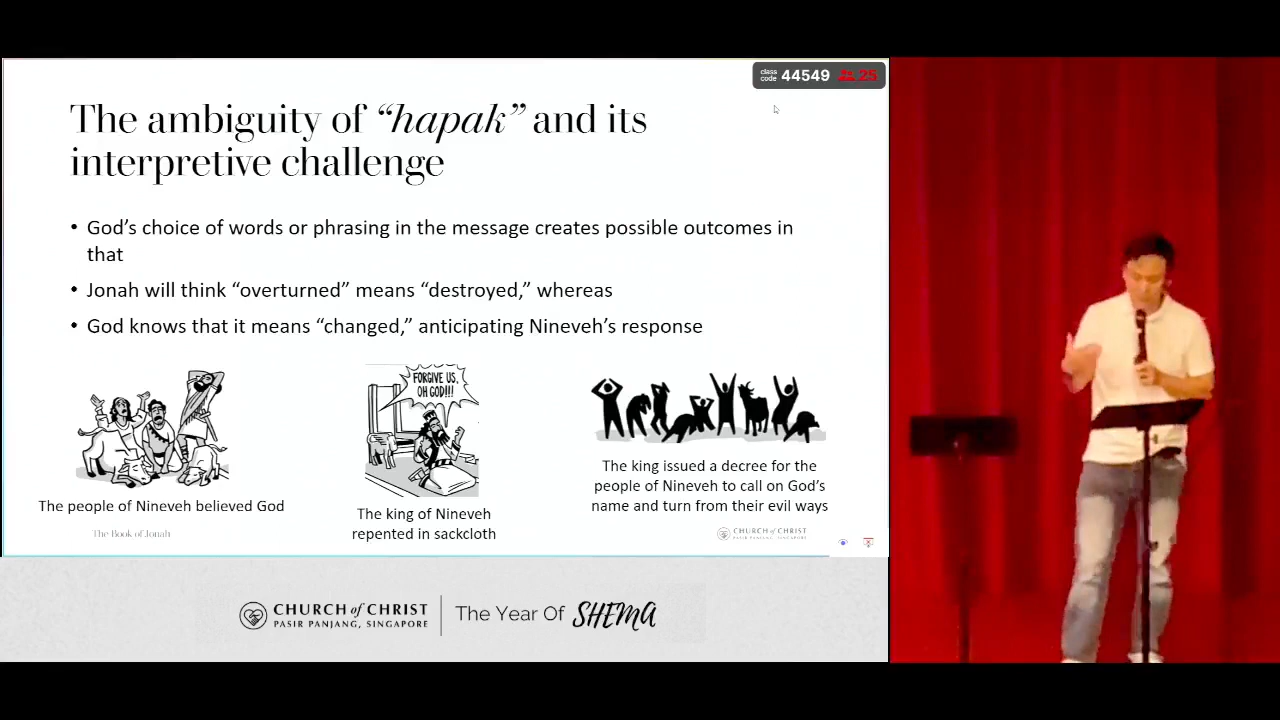 class
code 44549 25
The ambiguity of “hapak” and its
interpretive challenge
• God’s choice of words or phrasing in the message creates possible outcomes in
that
• Jonah will think “overturned” means “destroyed,” whereas
• God knows that it means “changed,” anticipating Nineveh’s response
FORGIVE US,
OH GOD!!!
The people of Nineveh believed God
The king of Nineveh
repented in sackcloth
The king issued a decree for the
people of Nineveh to call on God’s
name and turn from their evil ways
The Book of Jonah
CHURCH of CHRIST
PASIR PANJANG, SINGAPORE
CHURCH of CHRIST
PASIR PANJANG, SINGAPORE
The Year Of SHEMA